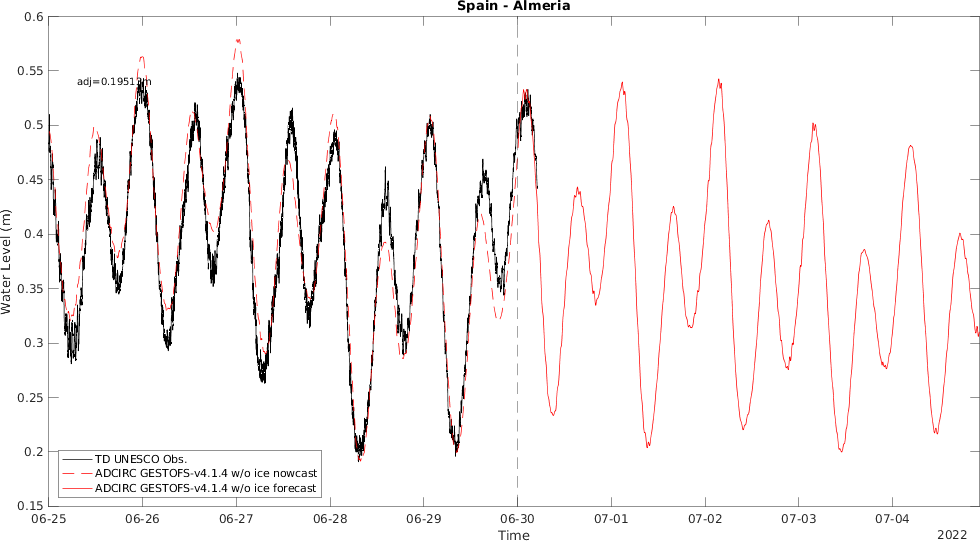 Spain - Almeria
0.6
0.55
0.5
0.45
0.4
0.35
0.3
0.25
0.2
0.15
Water Level (m)
TD UNESCO Obs.
ADCIRC GESTOFS-v4.1.4 w/o ice nowcast
ADCIRC GESTOFS-v4.1.4 w/o ice forecast
06-25 06-26 06-27 06-28 06-29 06-30 07-01 07-02 07-03 07-04
Time
2022